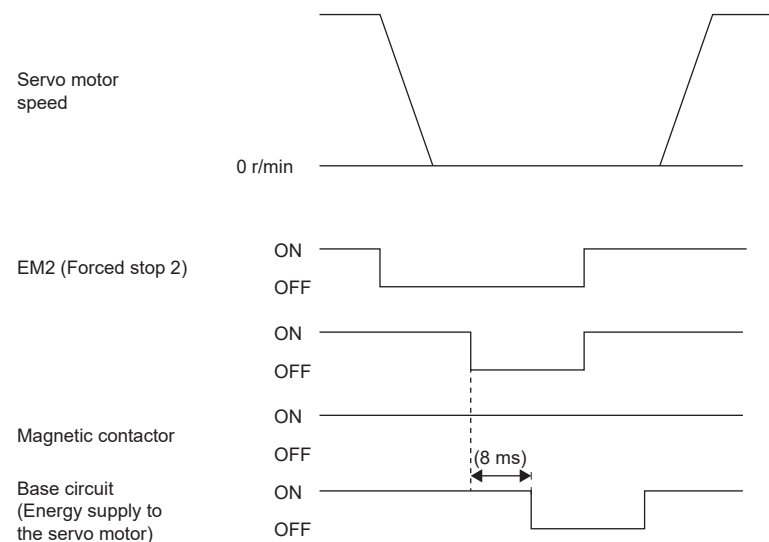 Servo motor
speed
0 r/min
EM2 (Forced stop 2)
ON
OFF
ON
OFF
Magnetic contactor
ON
OFF
(8 ms)
Base circuit
(Energy supply to
the servo motor)
ON
OFF